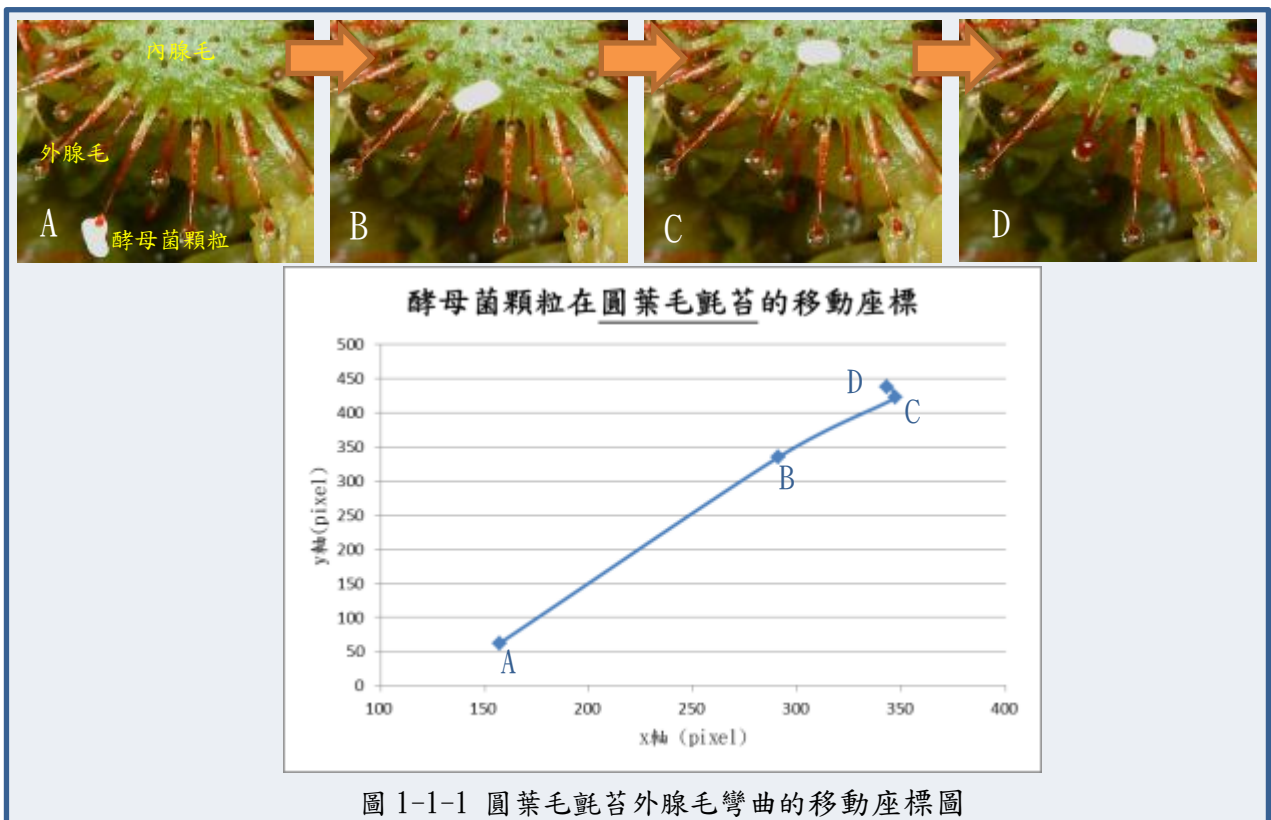 內腺毛
外腺毛
酵母菌顆粒
A
B
C
D
酵母菌顆粒在圓葉毛氈苔的移動座標
500
450
400
350
300
250
200
150
100
50
0
y軸(pixel)
A
B
C
D
100 150 200 250 300 350 400
x軸 (pixel)
圖 1-1-1 圓葉毛氈苔外腺毛彎曲的移動座標圖